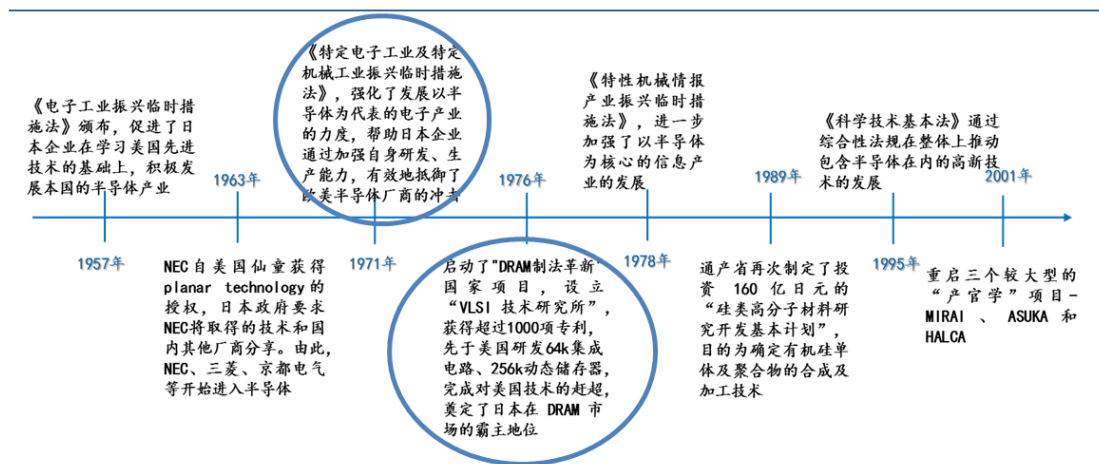 《电子工业振兴临时措
施法》颁布，促进了日
本企业在学习美国先进
技术的基础上，积极发
展本国的半导体产业
1957年
1963年
NEC自美国仙童获得
planar technology的
授权，日本政府要求
NEC将取得的技术和国
内其他厂商分享。由此，
NEC、三菱、京都电气
等开始进入半导体
《特定电子工业及特定
机械工业振兴临时措施
法》，强化了发展以半
导体为代表的电子产业
的力度，帮助日本企业
通过加强自身研发、生
产能力，有效地抵御了
欧美半导体厂商的冲击
1971年
1976年
启动了"DRAM制法革新"
国家项目，设立
“VLSI 技术研究所”，
获得超过1000项专利，
先于美国研发64k集成
电路、256k动态储存器，
完成对美国技术的赶超，
奠定了日本在 DRAM 市
场的霸主地位
《特性机械情报
产业振兴临时措
施法》，进一步
加强了以半导体
为核心的信息产
业的发展
1978年
1989年
通产省再次制定了投
资 160 亿日元的
“硅类高分子材料研
究开发基本计划”，
目的为确定有机硅单
体及聚合物的合成及
加工技术
《科学技术基本法》通过
综合性法规在整体上推动
包含半导体在内的高新技
术的发展
1995年
2001年
重启三个较大型的
“产官学”项目-
MIRAI 、 ASUKA 和
HALCA